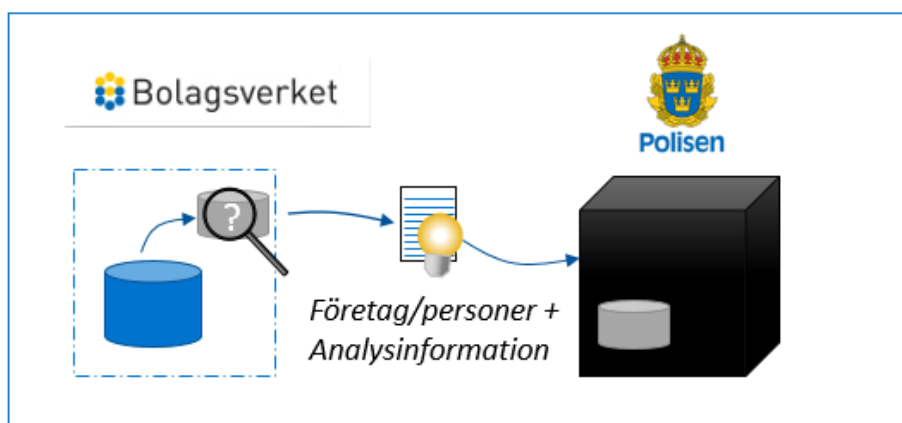 Bolagsverket
Polisen
?
Företag/personer +
Analysinformation